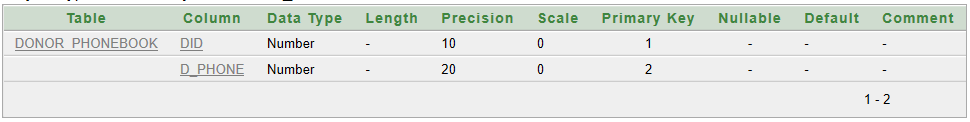 Table Column Data Type Length Precision Scale Primary Key Nullable Default Comment
DONOR_PHONEBOOK DID Number - 10 0 1 - - -
D_PHONE Number - 20 0 2 - - -
1 - 2